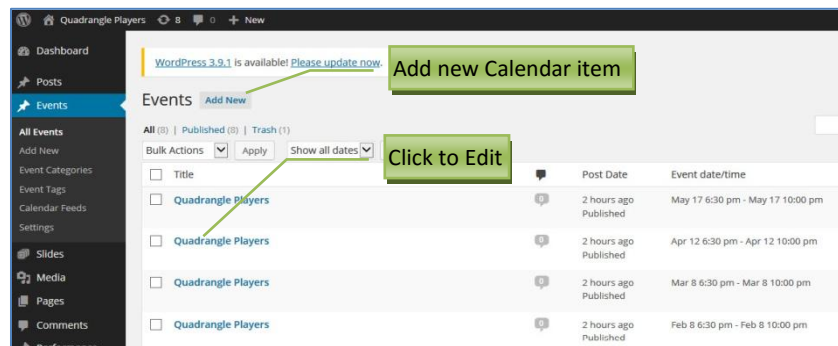 Quadrangle Players 8 0 + New
Dashboard
WordPress 3.9.1 is available! Please update now.
Add new Calendar item
Posts
Events
Events Add New
All Events
All (8) | Published (8) | Trash (1)
Add New
Bulk Actions Apply Show all dates
Click to Edit
Event Categories
Title Post Date Event date/time
Event Tags
Quadrangle Players 0 2 hours ago May 17 6:30 pm - May 17 10:00 pm
Published
Calendar Feeds
Settings
Quadrangle Players 0 2 hours ago Apr 12 6:30 pm - Apr 12 10:00 pm
Published
Slides
Media
Quadrangle Players 0 2 hours ago Mar 8 6:30 pm - Mar 8 10:00 pm
Published
Pages
Comments
Quadrangle Players 0 2 hours ago Feb 8 6:30 pm - Feb 8 10:00 pm
Published